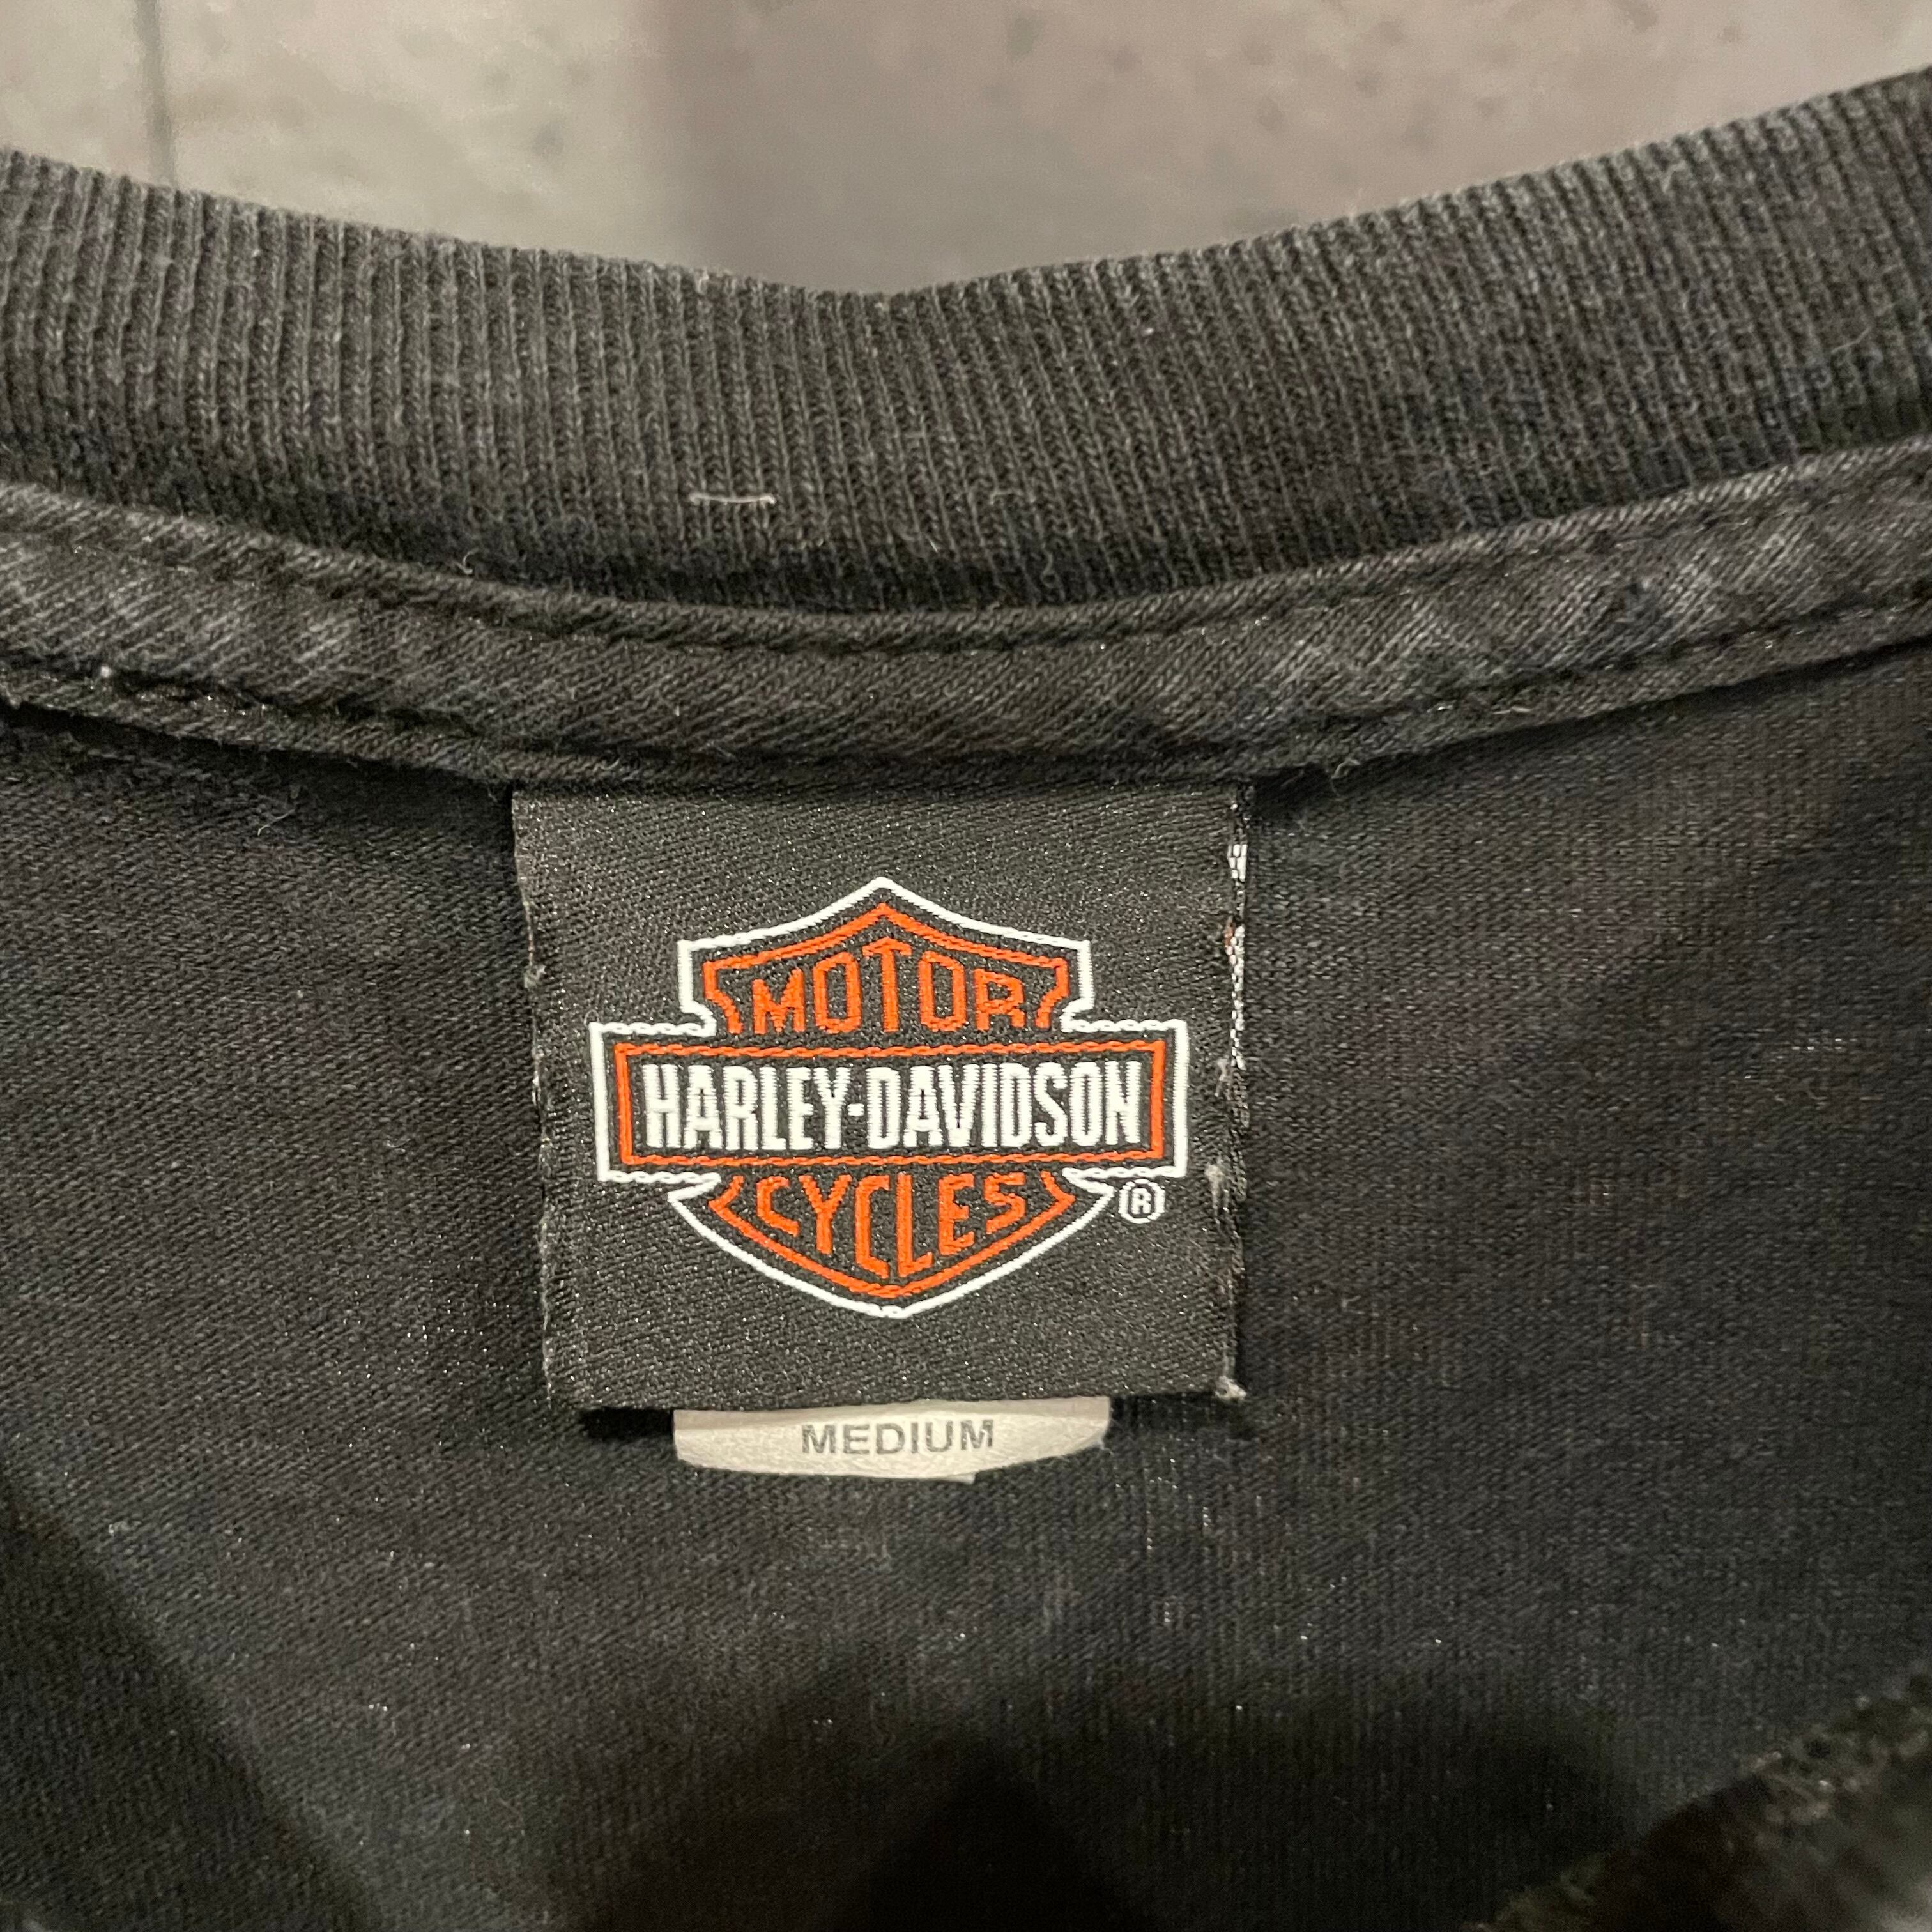 MOTOR
HARLEY-DAVIDSON
CYCLES ®
MEDIUM